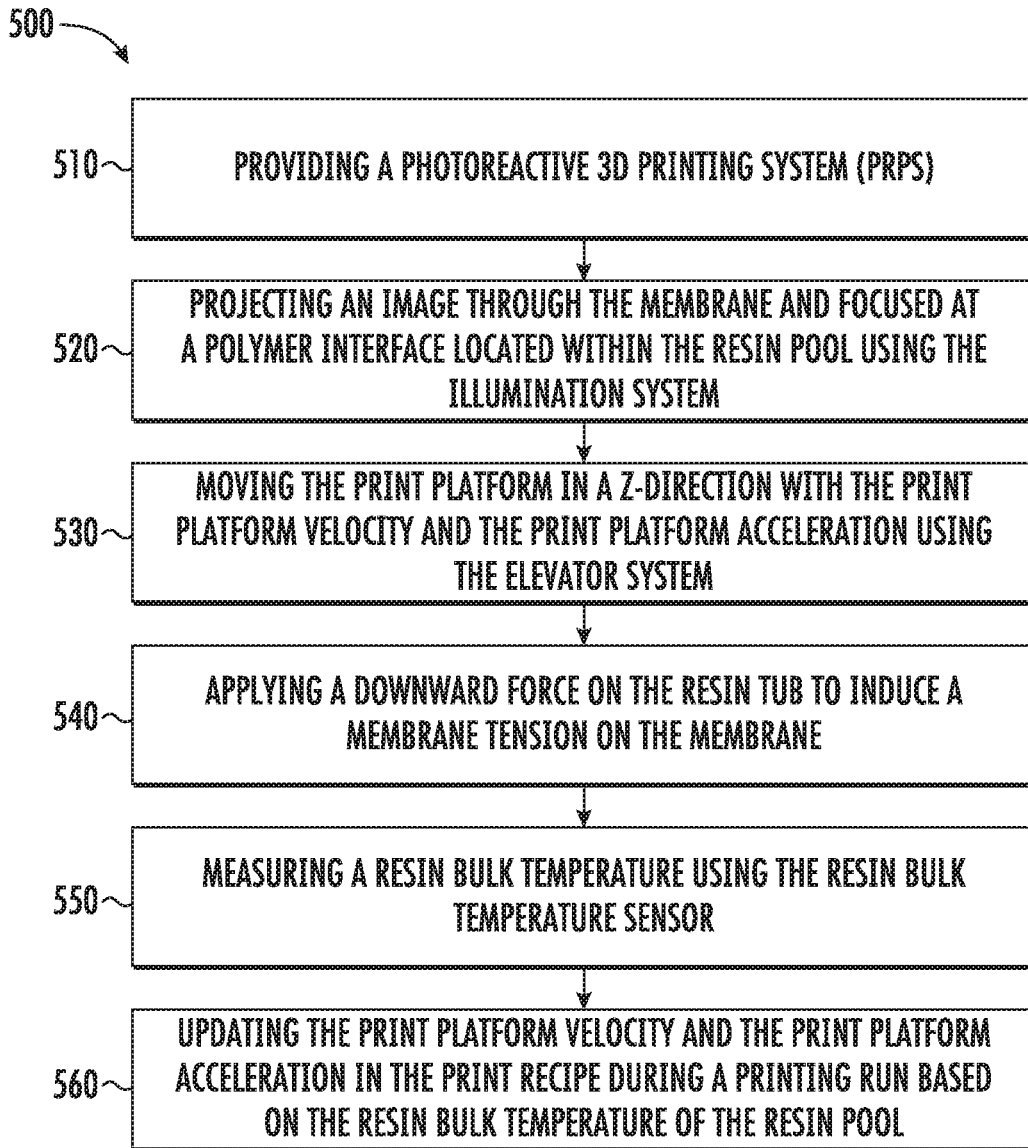 500
510
PROVIDING A PHOTOREACTIVE 3D PRINTING SYSTEM (PRPS)
PROJECTING AN IMAGE THROUGH THE MEMBRANE AND FOCUSED AT
520
A POLYMER INTERFACE LOCATED WITHIN THE RESIN POOL USING THE
ILLUMINATION SYSTEM
MOVING THE PRINT PLATFORM IN A Z-DIRECTION WITH THE PRINT
530
PLATFORM VELOCITY AND THE PRINT PLATFORM ACCELERATION USING
THE ELEVATOR SYSTEM
540
APPLYING A DOWNWARD FORCE ON THE RESIN TUB TO INDUCE A
MEMBRANE TENSION ON THE MEMBRANE
550
MEASURING A RESIN BULK TEMPERATURE USING THE RESIN BULK
TEMPERATURE SENSOR
UPDATING THE PRINT PLATFORM VELOCITY AND THE PRINT PLATFORM
560
ACCELERATION IN THE PRINT RECIPE DURING A PRINTING RUN BASED
ON THE RESIN BULK TEMPERATURE OF THE RESIN POOL